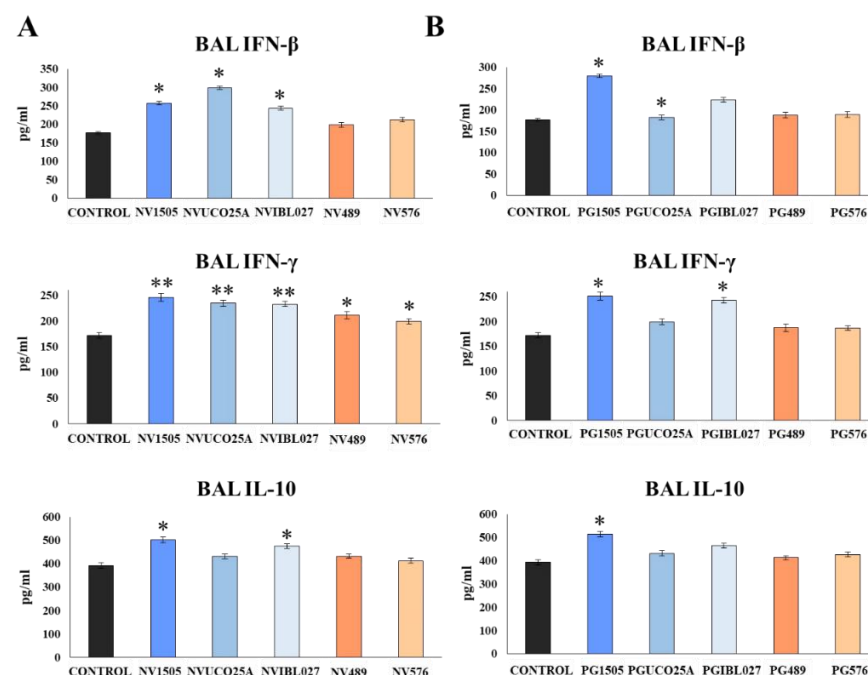 A
BAL IFN-β
350
300
250
200
150
100
50
0
pg/ml
*
*
*
CONTROL NV1505 NVUCO25A NVIBL027 NV489 NV576
BAL IFN-γ
250
200
150
100
50
0
pg/ml
**
**
**
*
*
CONTROL NV1505 NVUCO25A NVIBL027 NV489 NV576
BAL IL-10
600
500
400
300
200
100
0
pg/ml
*
*
CONTROL NV1505 NVUCO25A NVIBL027 NV489 NV576
B
BAL IFN-β
300
250
200
150
100
50
0
pg/ml
*
*
CONTROL PG1505 PGUCO25A PGIBL027 PG489 PG576
BAL IFN-γ
250
200
150
100
50
0
pg/ml
*
*
CONTROL PG1505 PGUCO25A PGIBL027 PG489 PG576
BAL IL-10
600
500
400
300
200
100
0
pg/ml
*
CONTROL PG1505 PGUCO25A PGIBL027 PG489 PG576